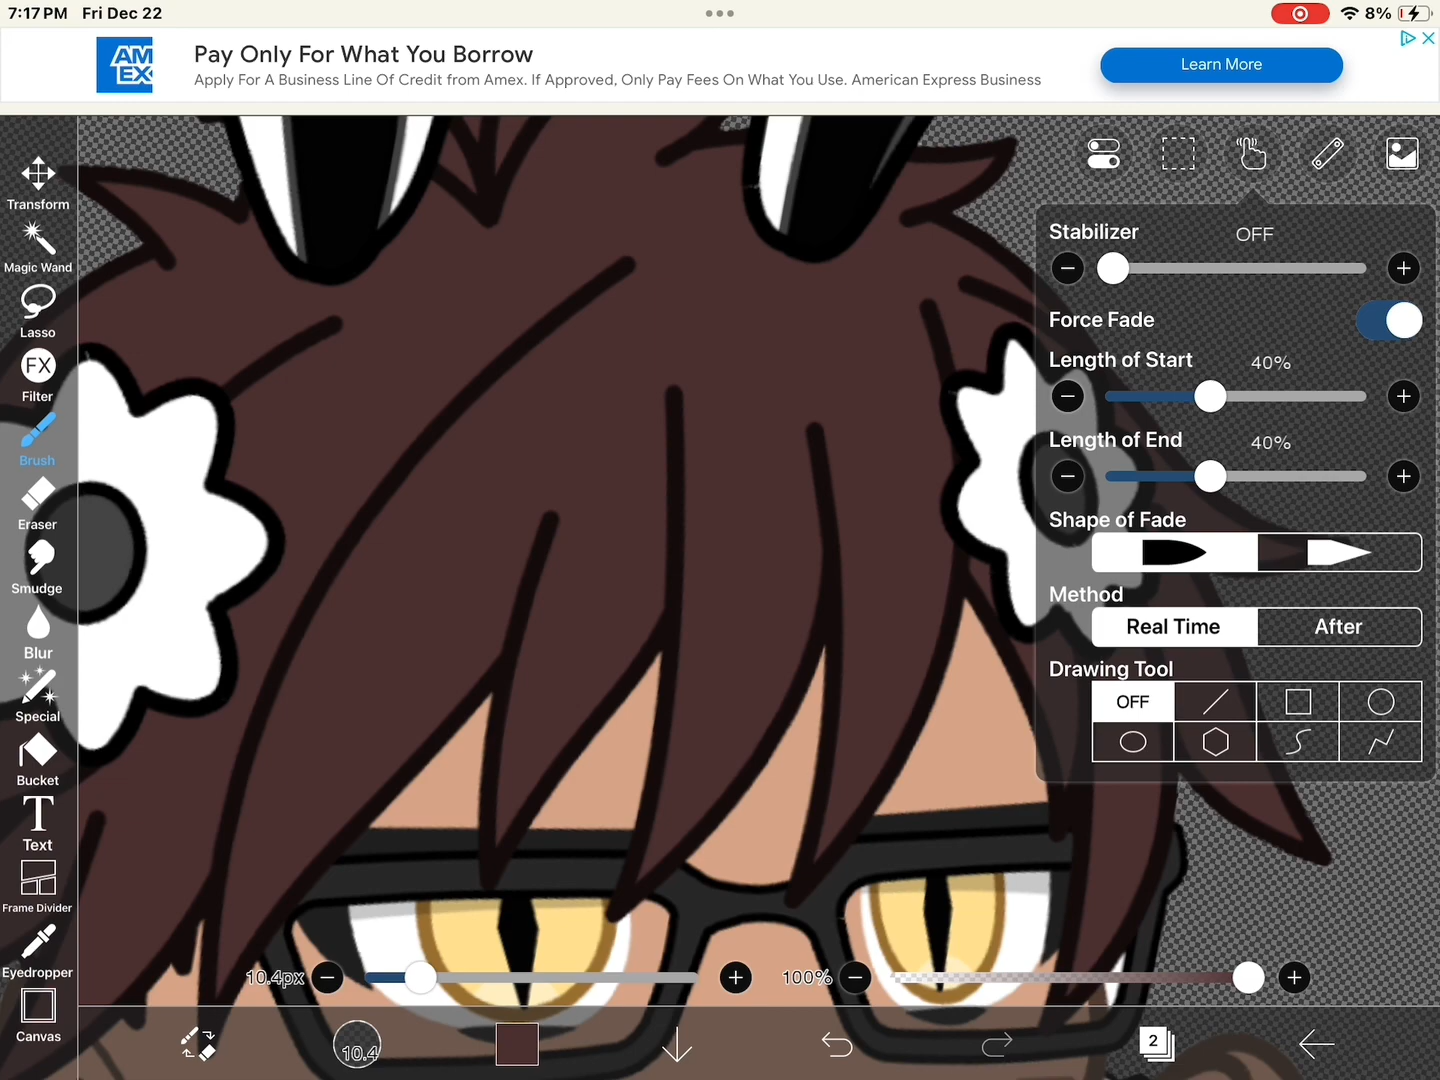 7:17 PM Fri Dec 22
8%
AM
EX
Pay Only For What You Borrow
Apply For A Business Line Of Credit from Amex. If Approved, Only Pay Fees On What You Use. American Express Business
Learn More
Transform
Magic Wand
Lasso
FX
Filter
Brush
Eraser
Smudge
Blur
Special
Bucket
T
Text
Frame Divider
Eyedropper
Canvas
Stabilizer OFF
Force Fade
Length of Start 40%
Length of End 40%
Shape of Fade
Method
Real Time After
Drawing Tool
OFF
10.4px
100%
10.4
2